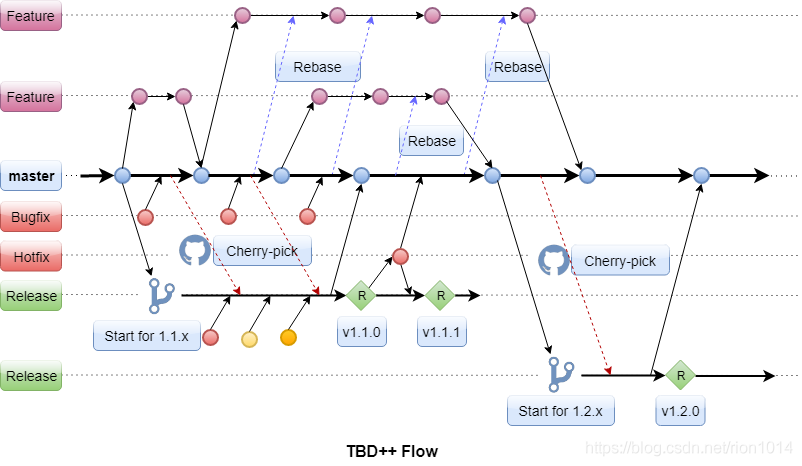 Feature
Rebase
Rebase
Feature
Rebase
master
Bugfix
Hotfix
Cherry-pick
Cherry-pick
Release
R
R
Start for 1.1.x
v1.1.0
v1.1.1
Release
R
Start for 1.2.x
v1.2.0
TBD++ Flow
https://blog.csdn.net/rion1014